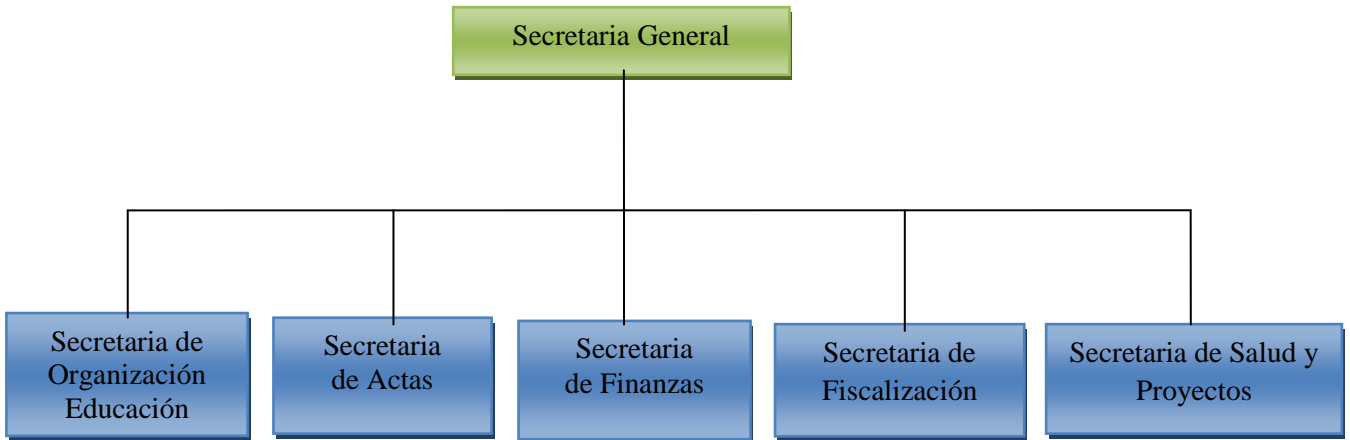 Secretaria General
Secretaria de
Organización
Educación
Secretaria
de Actas
Secretaria
de Finanzas
Secretaria de
Fiscalización
Secretaria de Salud y
Proyectos